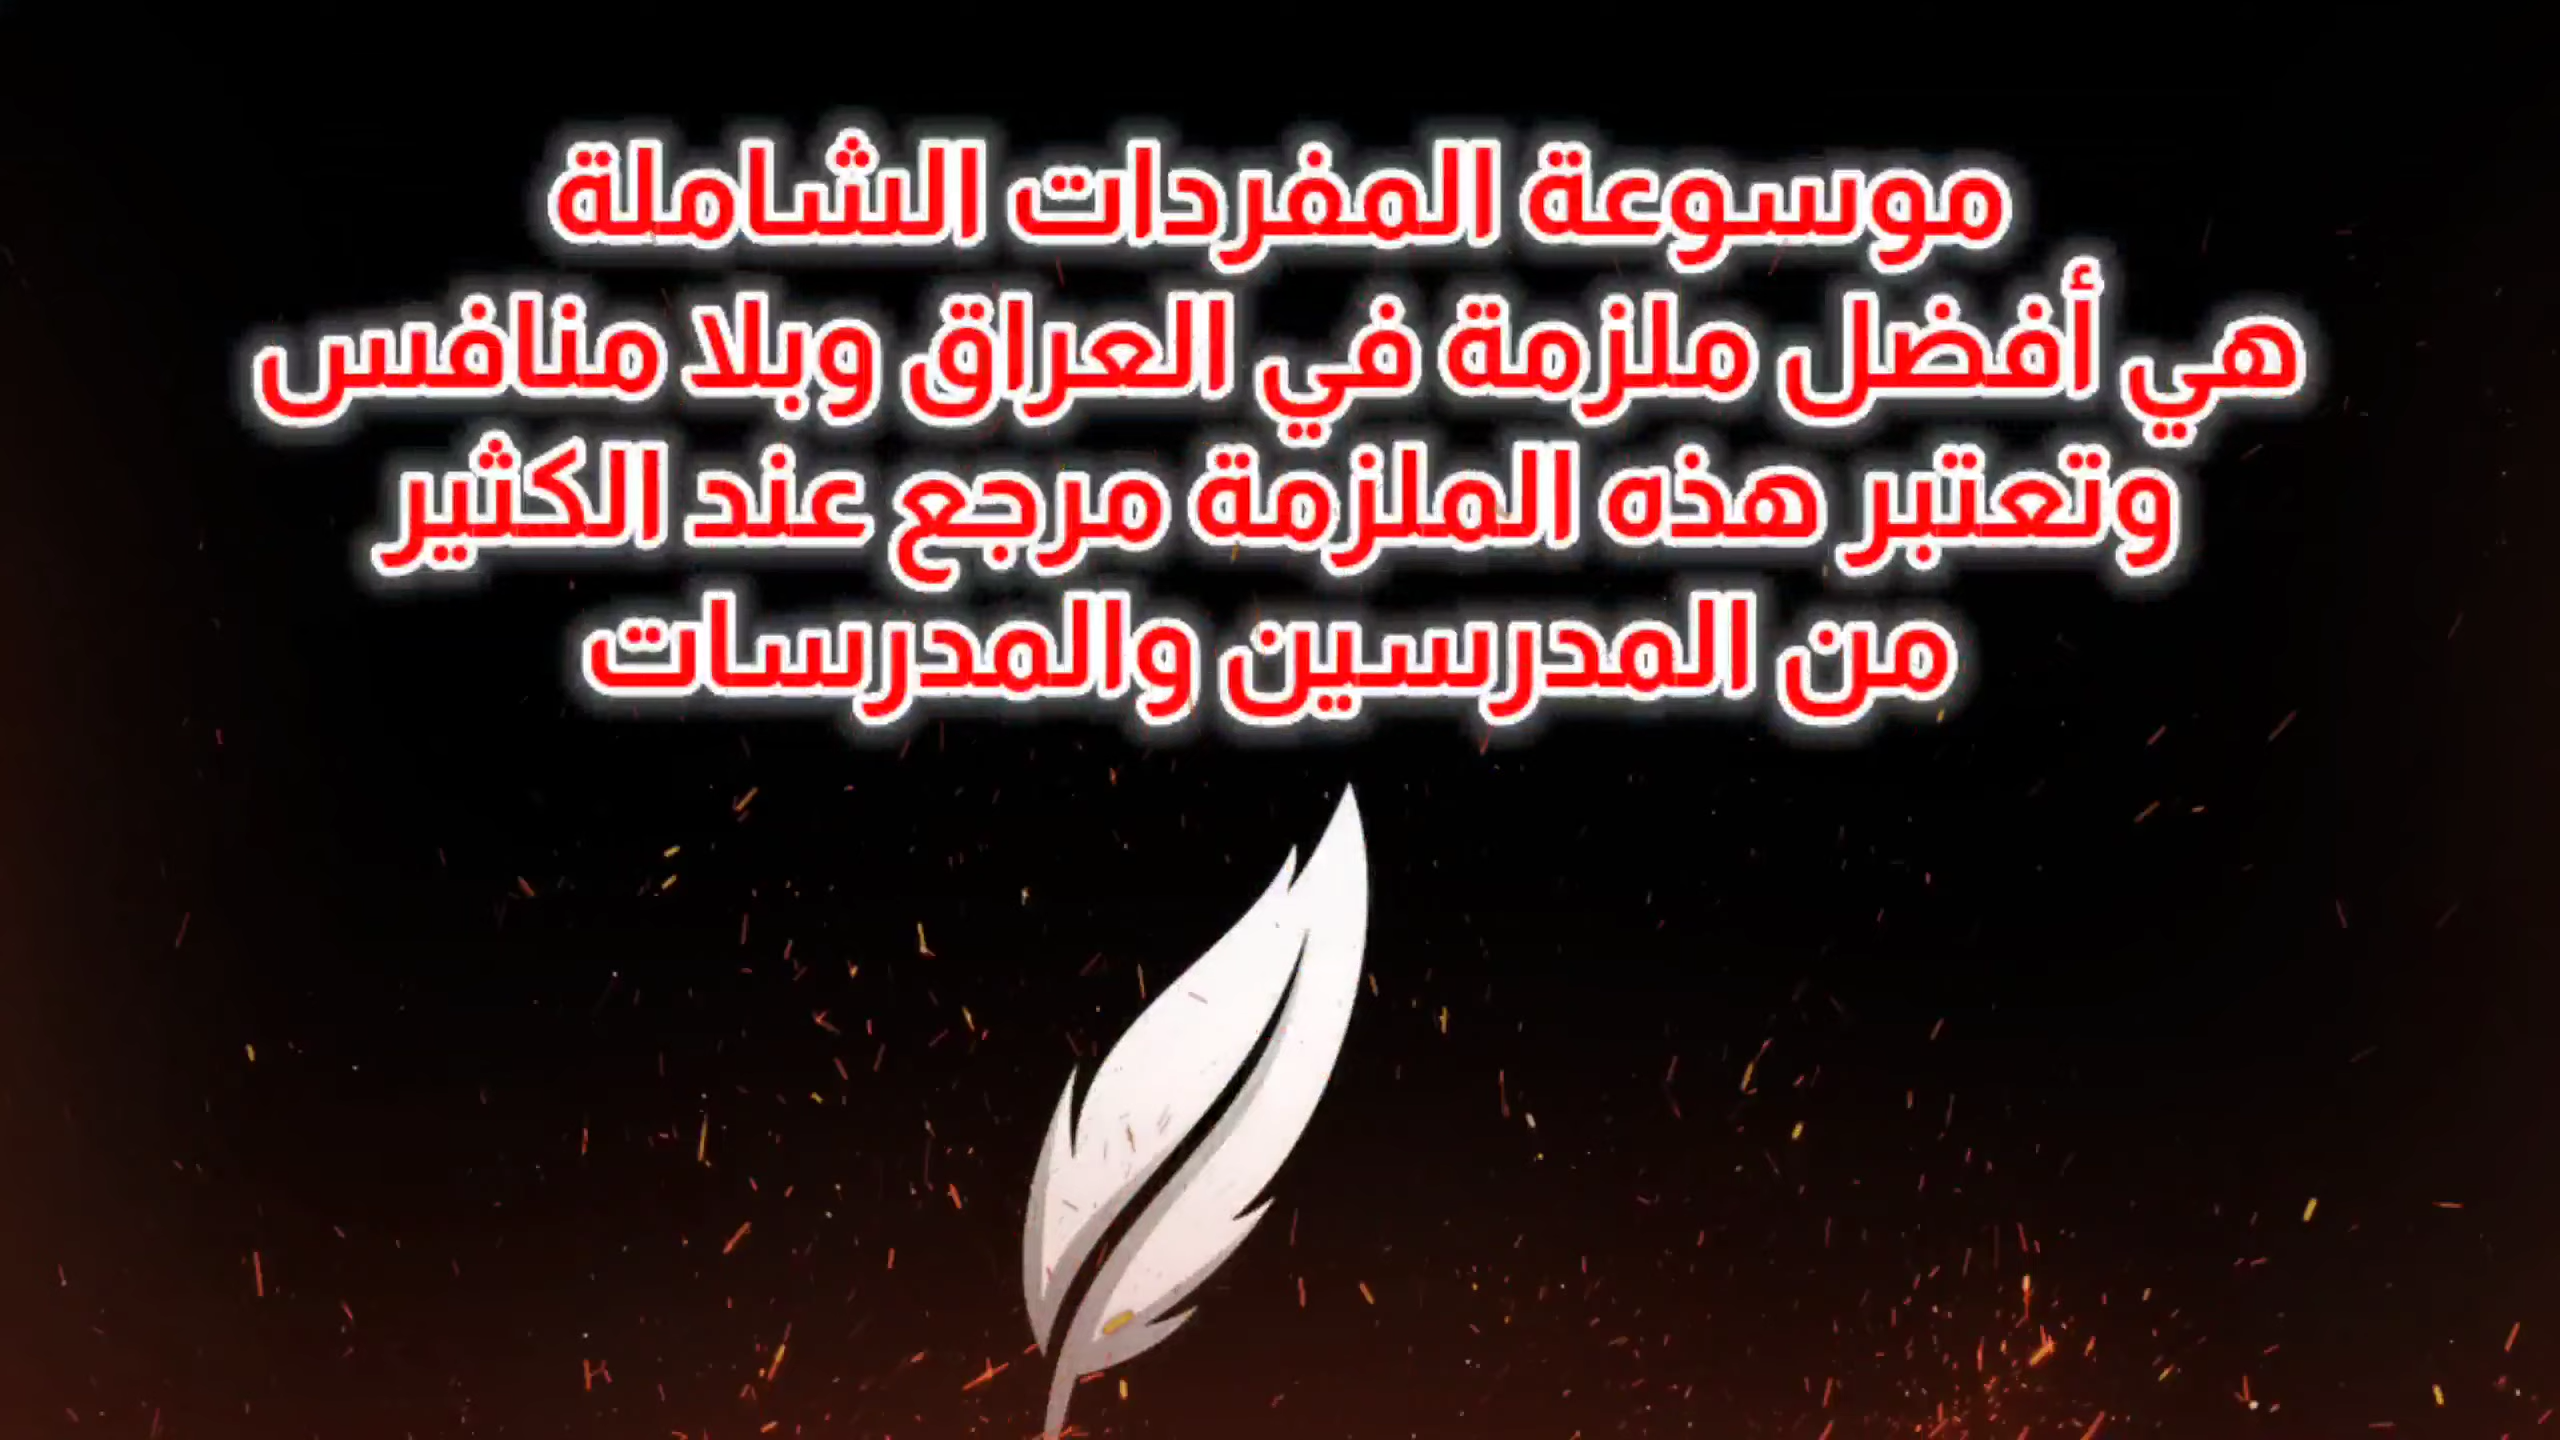 موسوعة المفردات الشاملة
هي أفضل ملزمة في العراق وبلا منافس
وتعتبر هذه الملزمة مرجع عند الكثير
من المدرسين والمدرسات